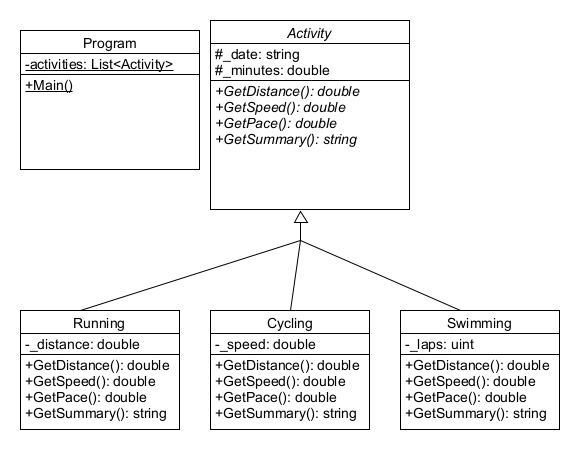 Program
-activities: List<Activity>
+Main()
Activity
#_date: string
#_minutes: double
+GetDistance(): double
+GetSpeed(): double
+GetPace(): double
+GetSummary(): string
Running
-_distance: double
+GetDistance(): double
+GetSpeed(): double
+GetPace(): double
+GetSummary(): string
Cycling
-_speed: double
+GetDistance(): double
+GetSpeed(): double
+GetPace(): double
+GetSummary(): string
Swimming
-_laps: uint
+GetDistance(): double
+GetSpeed(): double
+GetPace(): double
+GetSummary(): string